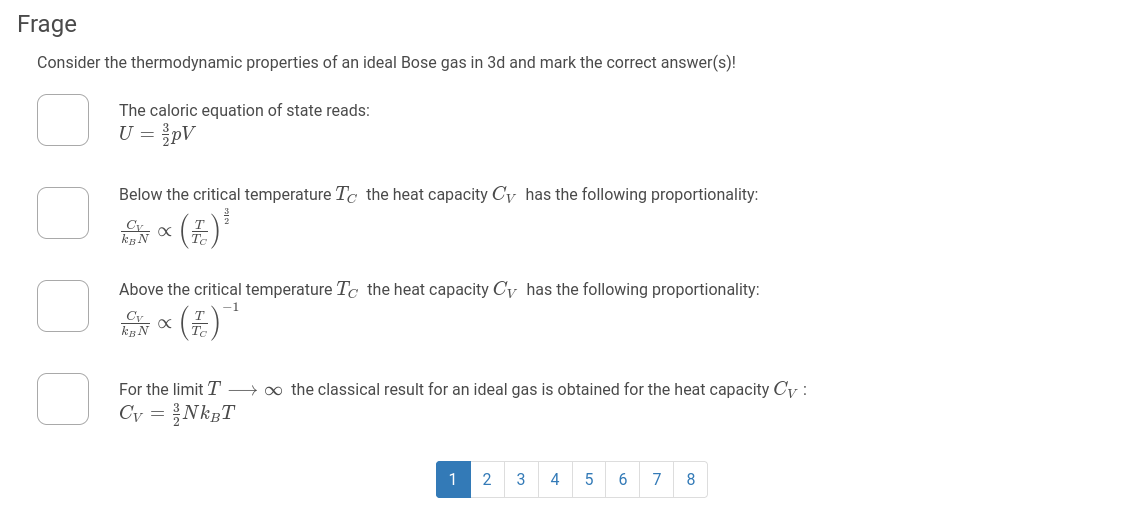 Frage
Consider the thermodynamic properties of an ideal Bose gas in 3d and mark the correct answer(s)!
The caloric equation of state reads:
$U = \frac{3}{2}pV$
Below the critical temperature $T_C$ the heat capacity $C_V$ has the following proportionality:
$\frac{C_V}{k_B N} \propto \left(\frac{T}{T_C}\right)^{\frac{3}{2}}$
Above the critical temperature $T_C$ the heat capacity $C_V$ has the following proportionality:
$\frac{C_V}{k_B N} \propto \left(\frac{T}{T_C}\right)^{-1}$
For the limit $T \longrightarrow \infty$ the classical result for an ideal gas is obtained for the heat capacity $C_V$ :
$C_V = \frac{3}{2}Nk_BT$
1 2 3 4 5 6 7 8